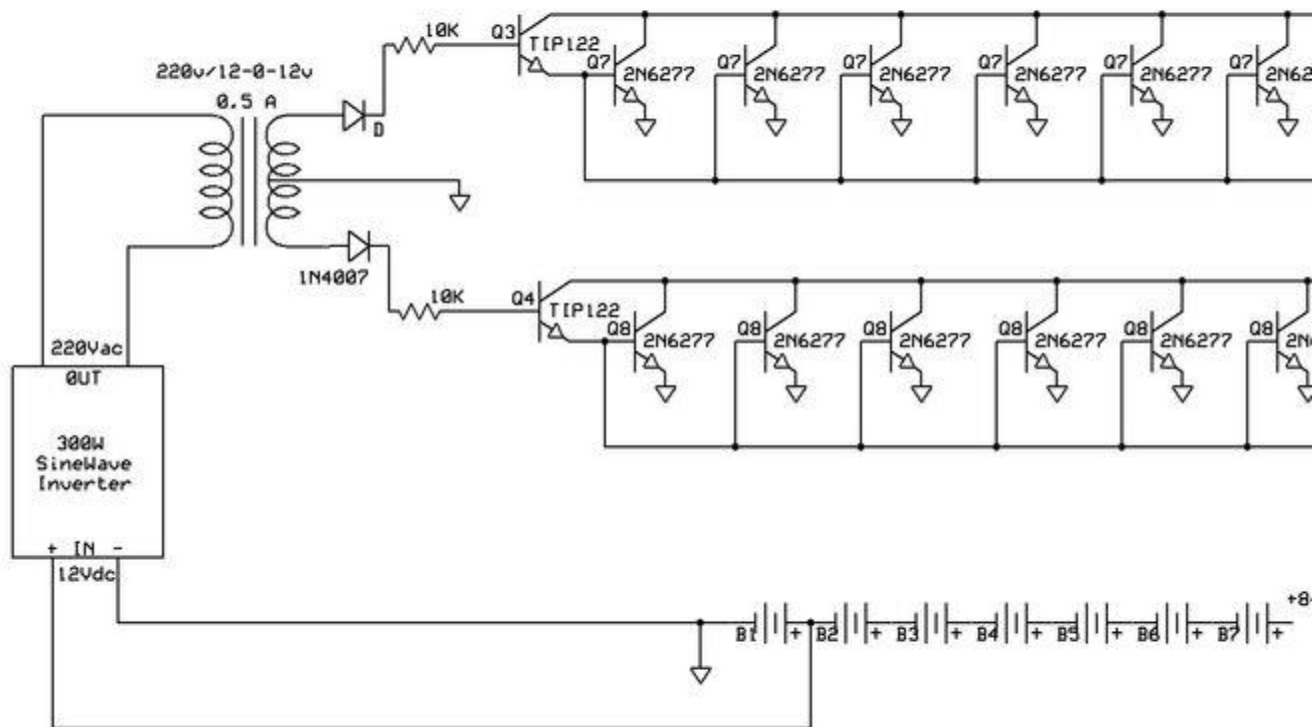 220v/12-0-12v
0.5 A
D
10K
Q3
TIP122
Q7
2N6277
Q7
2N6277
Q7
2N6277
Q7
2N6277
Q7
2N6277
Q7
1N4007
10K
Q4
TIP122
Q8
2N6277
Q8
2N6277
Q8
2N6277
Q8
2N6277
Q8
2N6277
Q8
220Vac
0UT
300W
SineWave
Inverter
+ IN -
12Vdc
B1 + B2 + B3 + B4 + B5 + B6 + B7 +